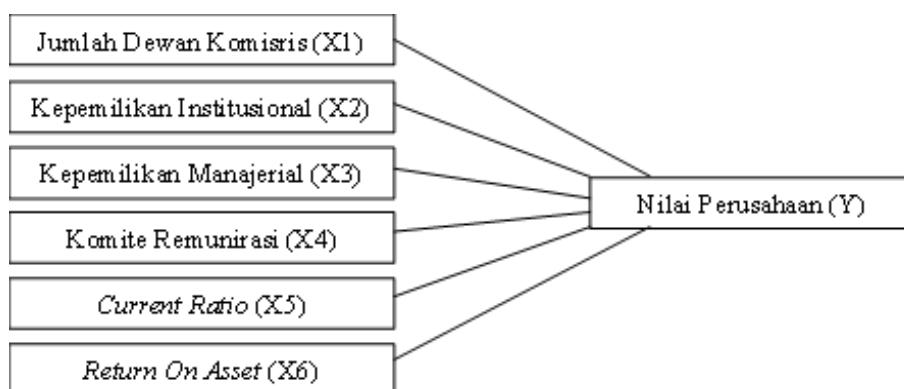 Jumlah Dewan Komisris (X1)
Kepemilikan Institusional (X2)
Kepemilikan Manajerial (X3)
Komite Remunirasi (X4)
Current Ratio (X5)
Return On Asset (X6)
Nilai Perusahaan (Y)